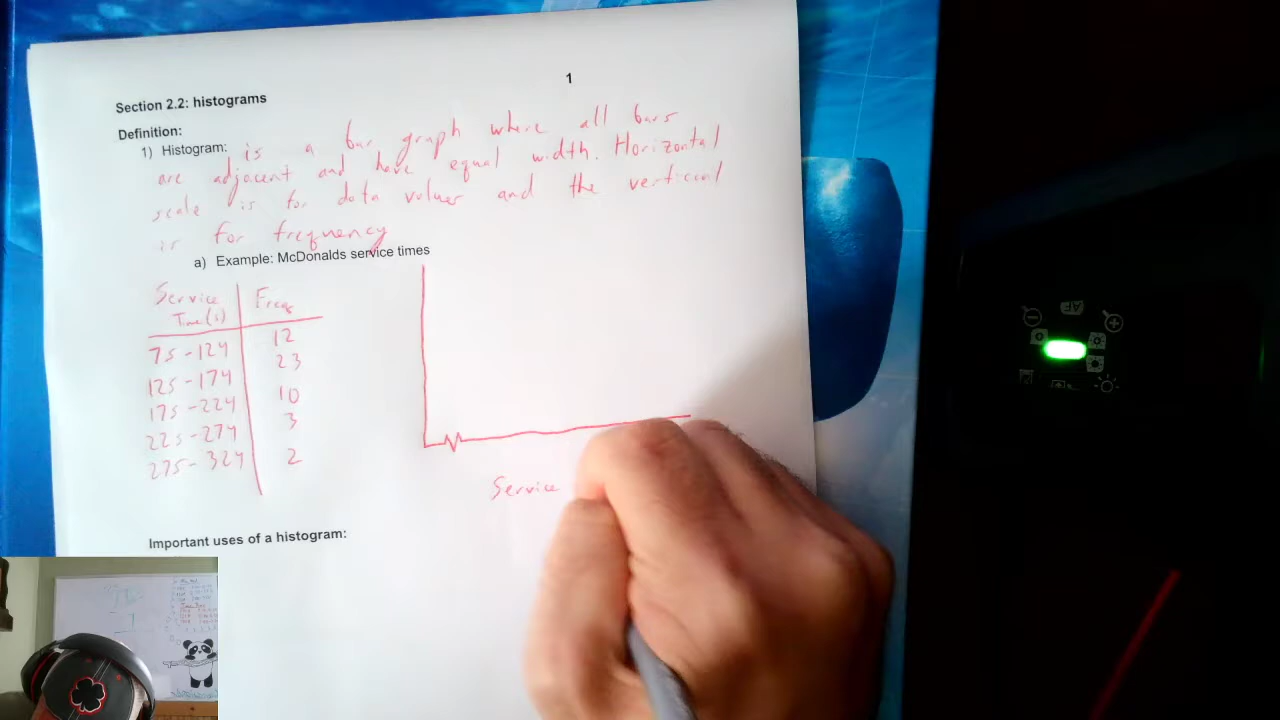 1
Section 2.2: histograms
Definition:
1) Histogram: is a bar graph where all bars
are adjacent and have equal width. Horizontal
scale is for data values and the vertical
is for frequency
a) Example: McDonalds service times
Service Time (s) Freq
75-124 12
125-174 23
175-224 10
225-274 3
275-324 2
Service
Important uses of a histogram:
AF